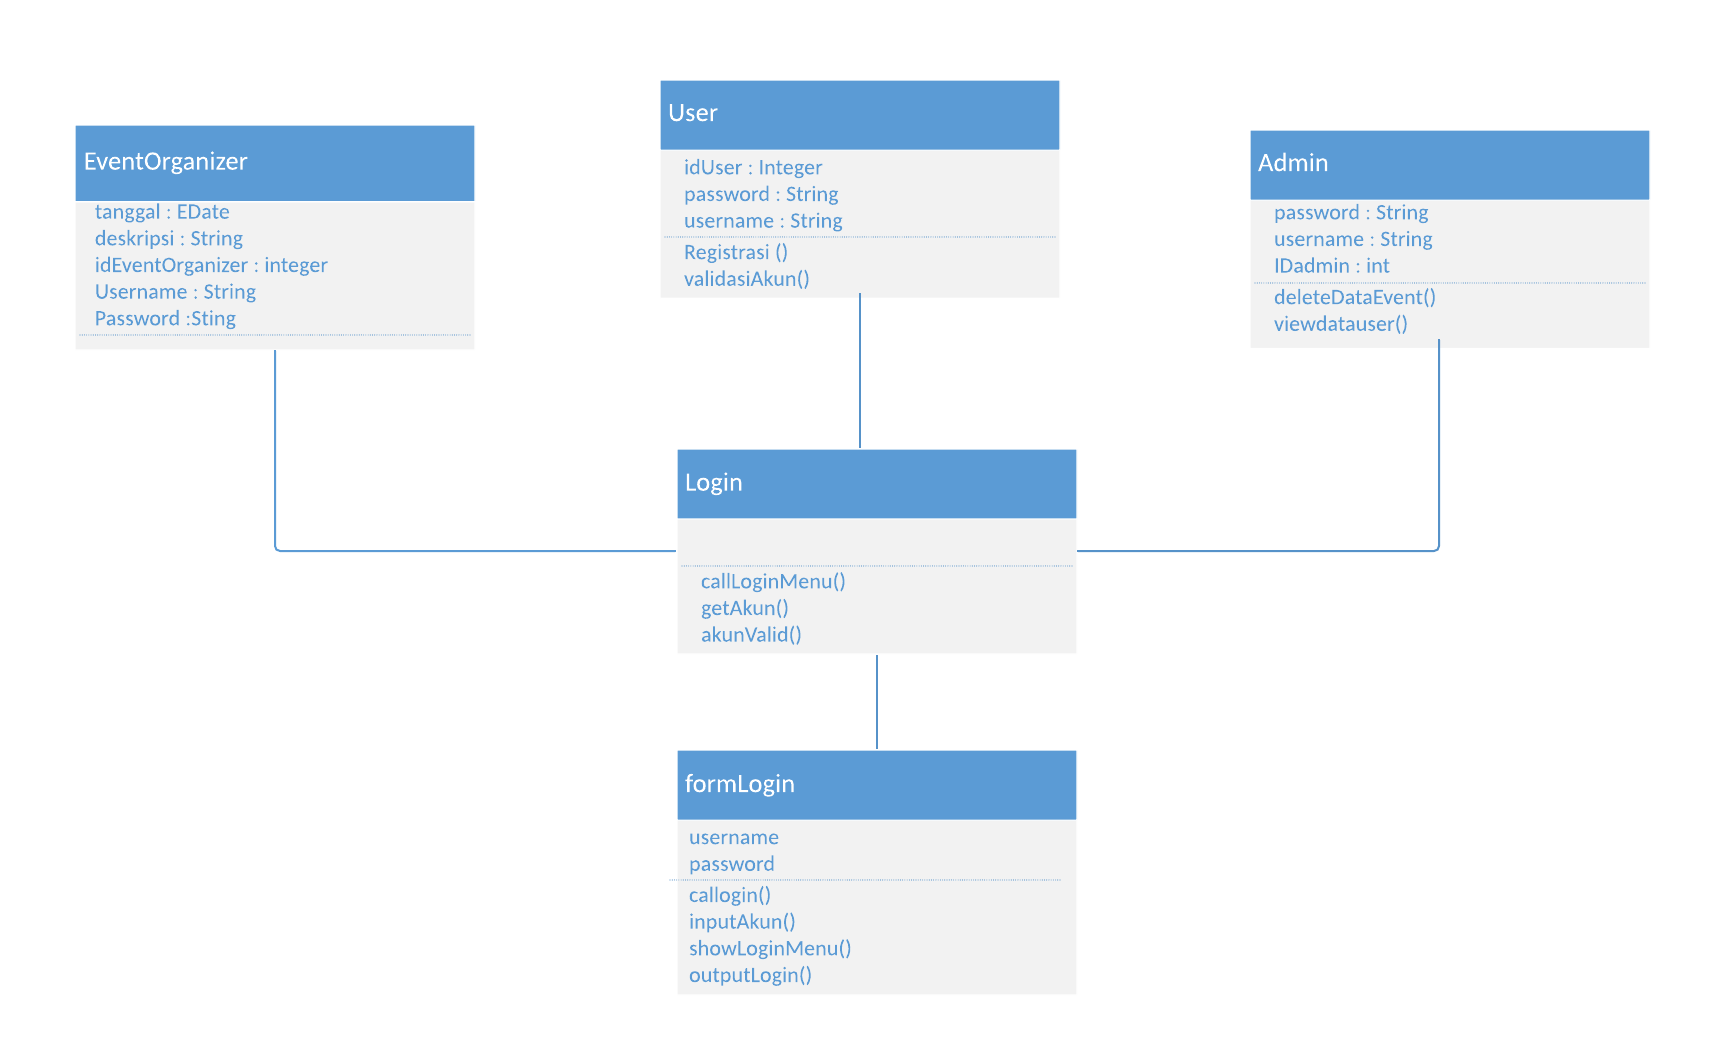 User
idUser : Integer
password : String
username : String
Registrasi ()
validasiAkun()
EventOrganizer
tanggal : EDate
deskripsi : String
idEventOrganizer : integer
Username : String
Password :Sting
Admin
password : String
username : String
IDadmin : int
deleteDataEvent()
viewdatauser()
Login
callLoginMenu()
getAkun()
akunValid()
formLogin
username
password
callogin()
inputAkun()
showLoginMenu()
outputLogin()